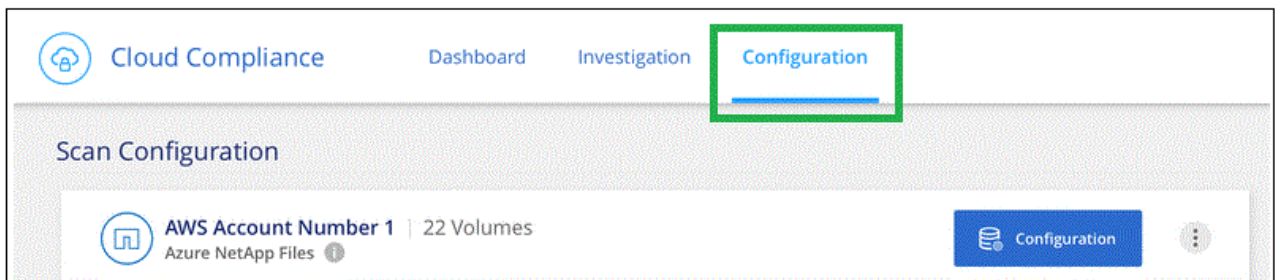 Cloud Compliance Dashboard Investigation Configuration
Scan Configuration
AWS Account Number 1 | 22 Volumes
Configuration
Azure NetApp Files i